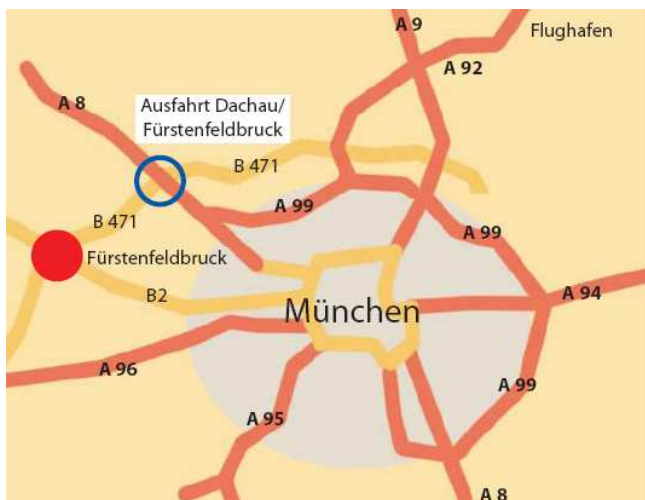 A 9
Flughafen
A 92
A 8
Ausfahrt Dachau/
Fürstenfeldbruck
B 471
A 99
B 471
A 99
Fürstenfeldbruck
A 94
B2
München
A 96
A 99
A 95
A 8